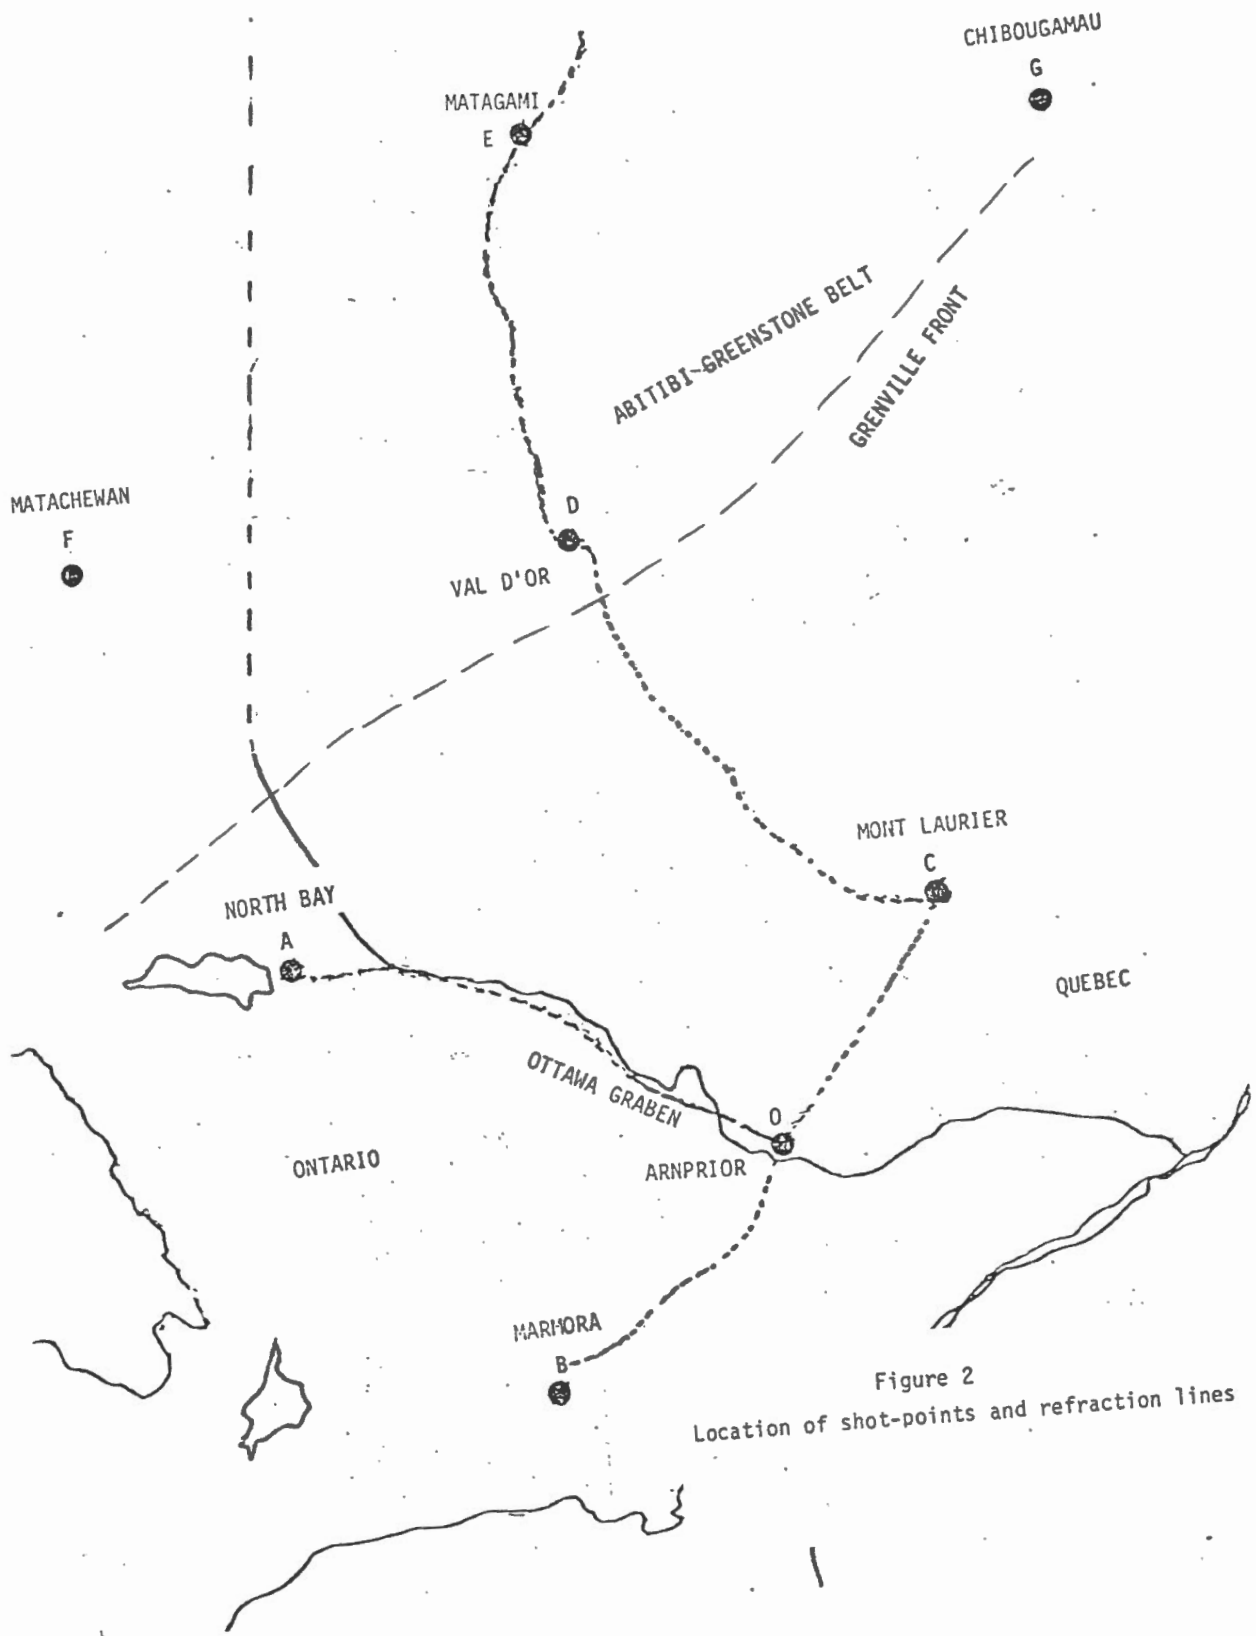 CHIBOUGAMAU
G
MATAGAMI
E
ABITIBI-GREENSTONE BELT
GRENVILLE FRONT
MATACHEWAN
F
D
VAL D'OR
MONT LAURIER
C
NORTH BAY
A
QUEBEC
OTTAWA GRABEN
O
ARNPRIOR
ONTARIO
MARMORA
B
Figure 2
Location of shot-points and refraction lines